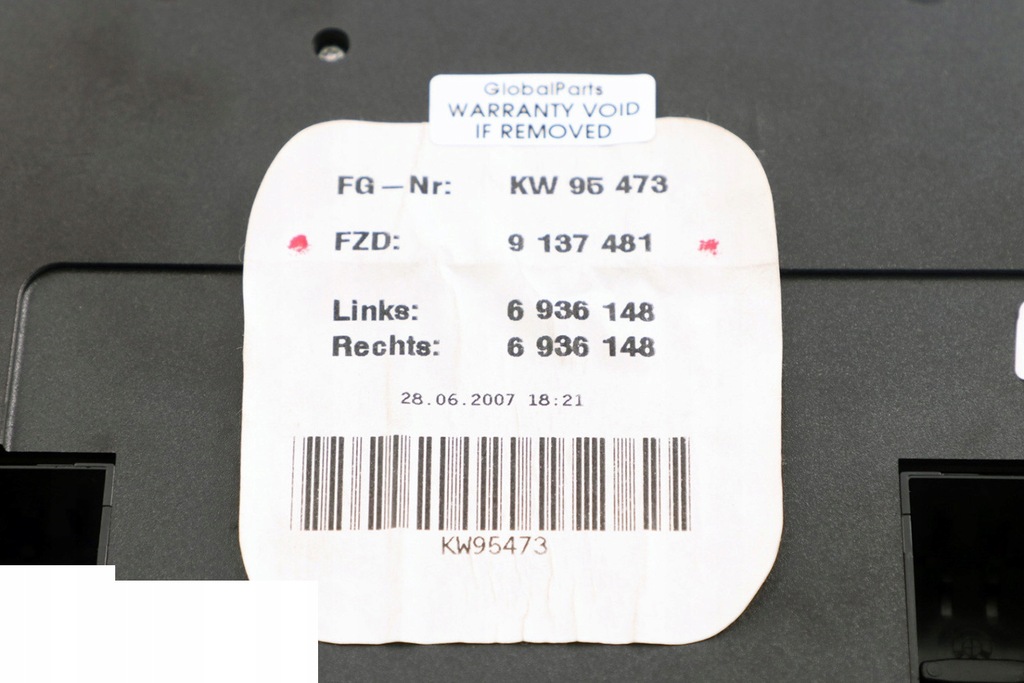 GlobalParts
WARRANTY VOID
IF REMOVED
FG-Nr: KW 95 473
FZD: 9 137 481
Links: 6 936 148
Rechts: 6 936 148
28.06.2007 18:21
KW95473